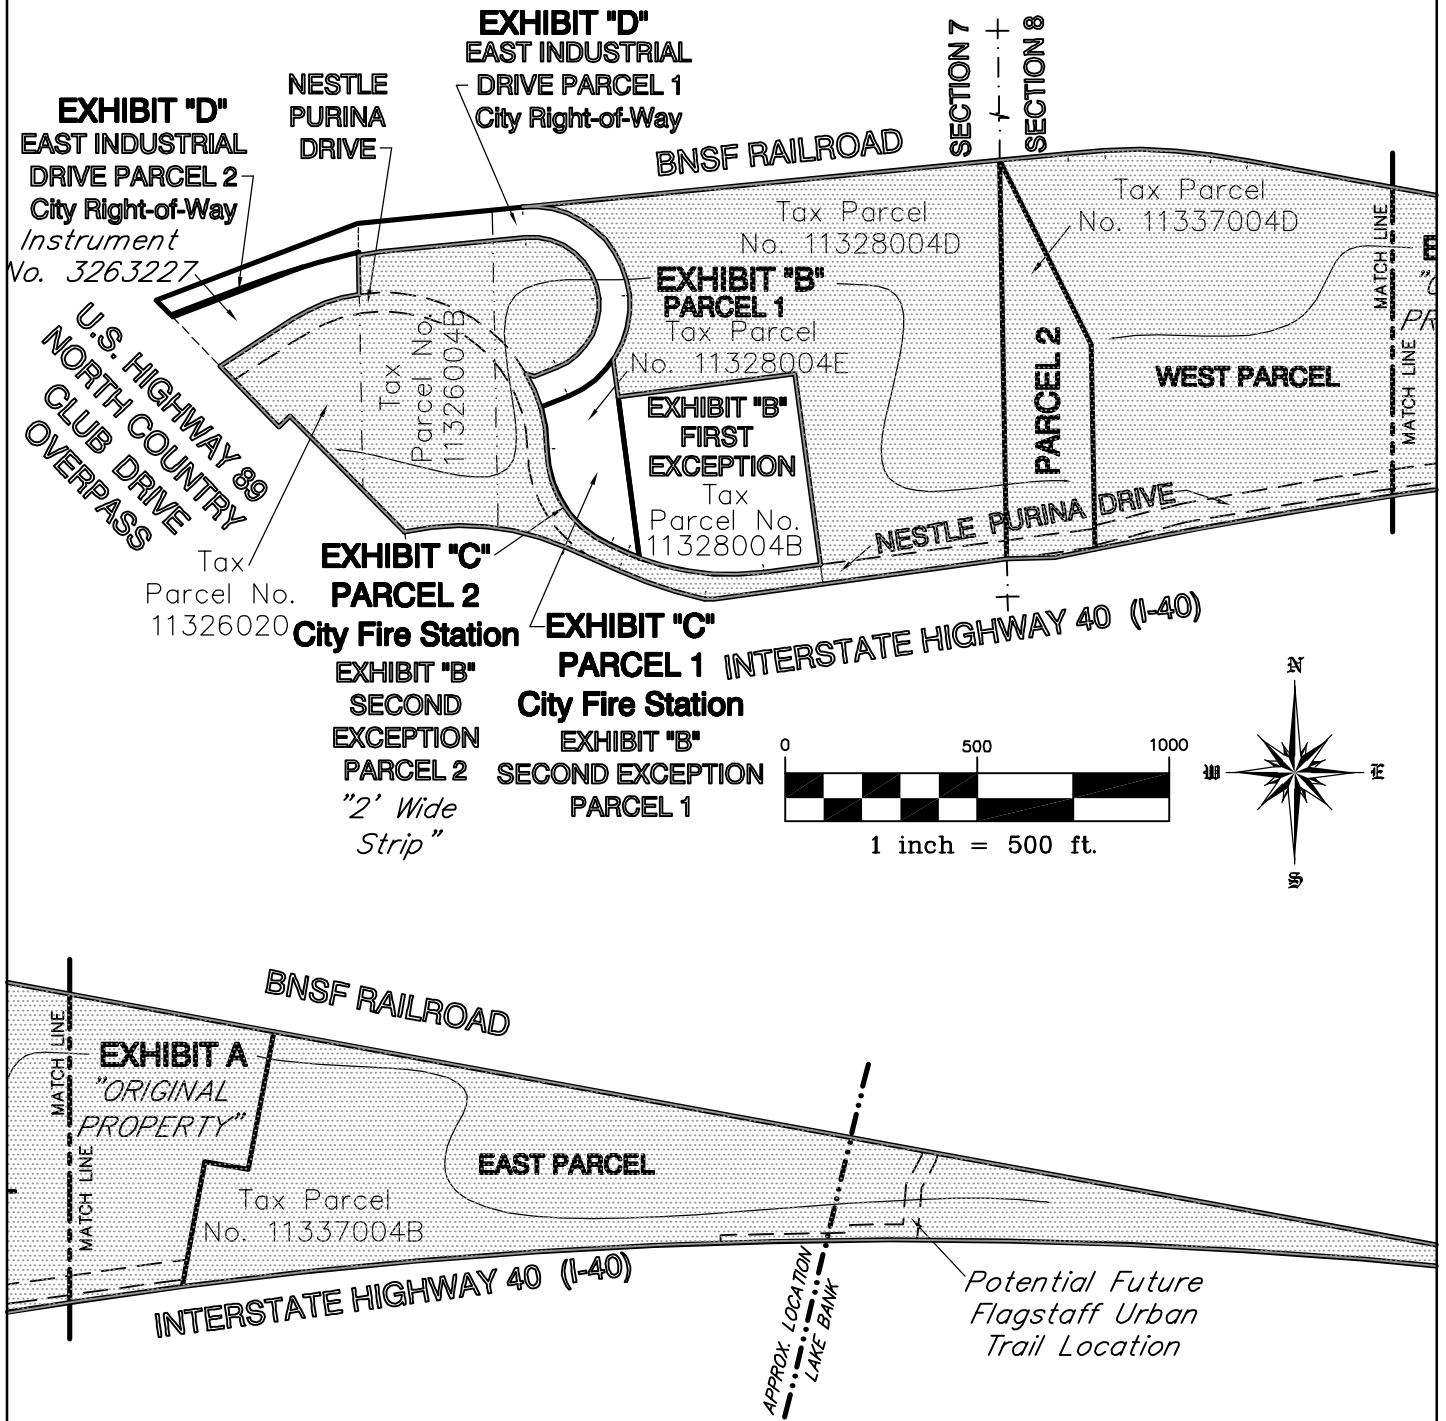 EXHIBIT "D"
EAST INDUSTRIAL
DRIVE PARCEL 1
City Right-of-Way
NESTLE
PURINA
DRIVE
EXHIBIT "D"
EAST INDUSTRIAL
DRIVE PARCEL 2
City Right-of-Way
Instrument
No. 3263227
SECTION 7
SECTION 8
BNSF RAILROAD
Tax Parcel
No. 11328004D
Tax Parcel
No. 11337004D
MATCH LINE
MATCH LINE
EXHIBIT "B"
PARCEL 1
Tax Parcel
No. 11328004E
Tax
Parcel No.
11326004B
U.S. HIGHWAY 89
NORTH COUNTRY
CLUB DRIVE
OVERPASS
EXHIBIT "B"
FIRST
EXCEPTION
Tax
Parcel No.
11328004B
PARCEL 2
WEST PARCEL
NESTLE PURINA DRIVE
Tax
Parcel No.
11326020
EXHIBIT "C"
PARCEL 2
City Fire Station
EXHIBIT "B"
SECOND
EXCEPTION
PARCEL 2
"2' Wide
Strip"
EXHIBIT "C"
PARCEL 1
City Fire Station
EXHIBIT "B"
SECOND EXCEPTION
PARCEL 1
INTERSTATE HIGHWAY 40 (I-40)
0 500 1000
1 inch = 500 ft.
N
W
E
S
BNSF RAILROAD
MATCH LINE
MATCH LINE
EXHIBIT A
"ORIGINAL
PROPERTY"
EAST PARCEL
Tax Parcel
No. 11337004B
INTERSTATE HIGHWAY 40 (I-40)
APPROX. LOCATION
LAKE BANK
Potential Future
Flagstaff Urban
Trail Location